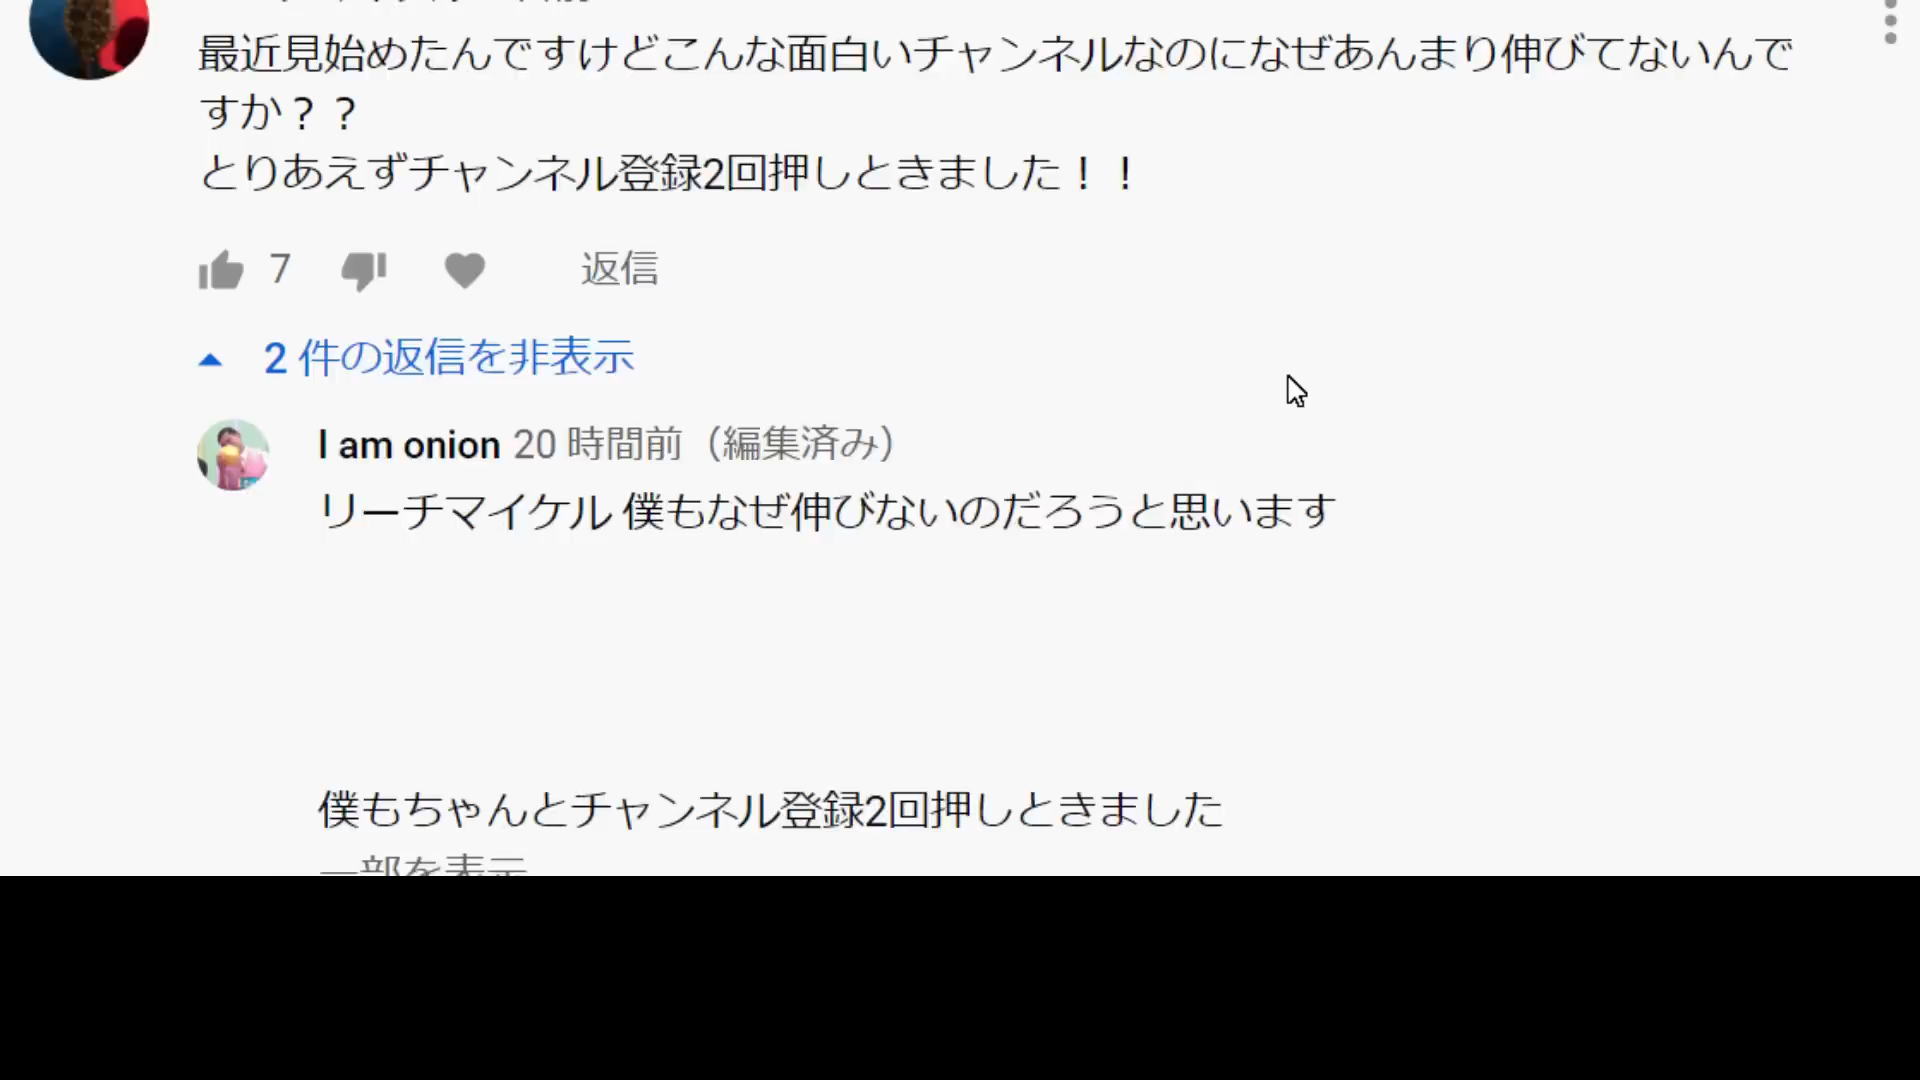 最近見始めたんですけどこんな面白いチャンネルなのになぜあんまり伸びてないんで
すか？？
とりあえずチャンネル登録2回押しときました！！
7
返信
2 件の返信を非表示
I am onion 20 時間前（編集済み）
リーチマイケル 僕もなぜ伸びないのだろうと思います
僕もちゃんとチャンネル登録2回押しときました
一部を表示